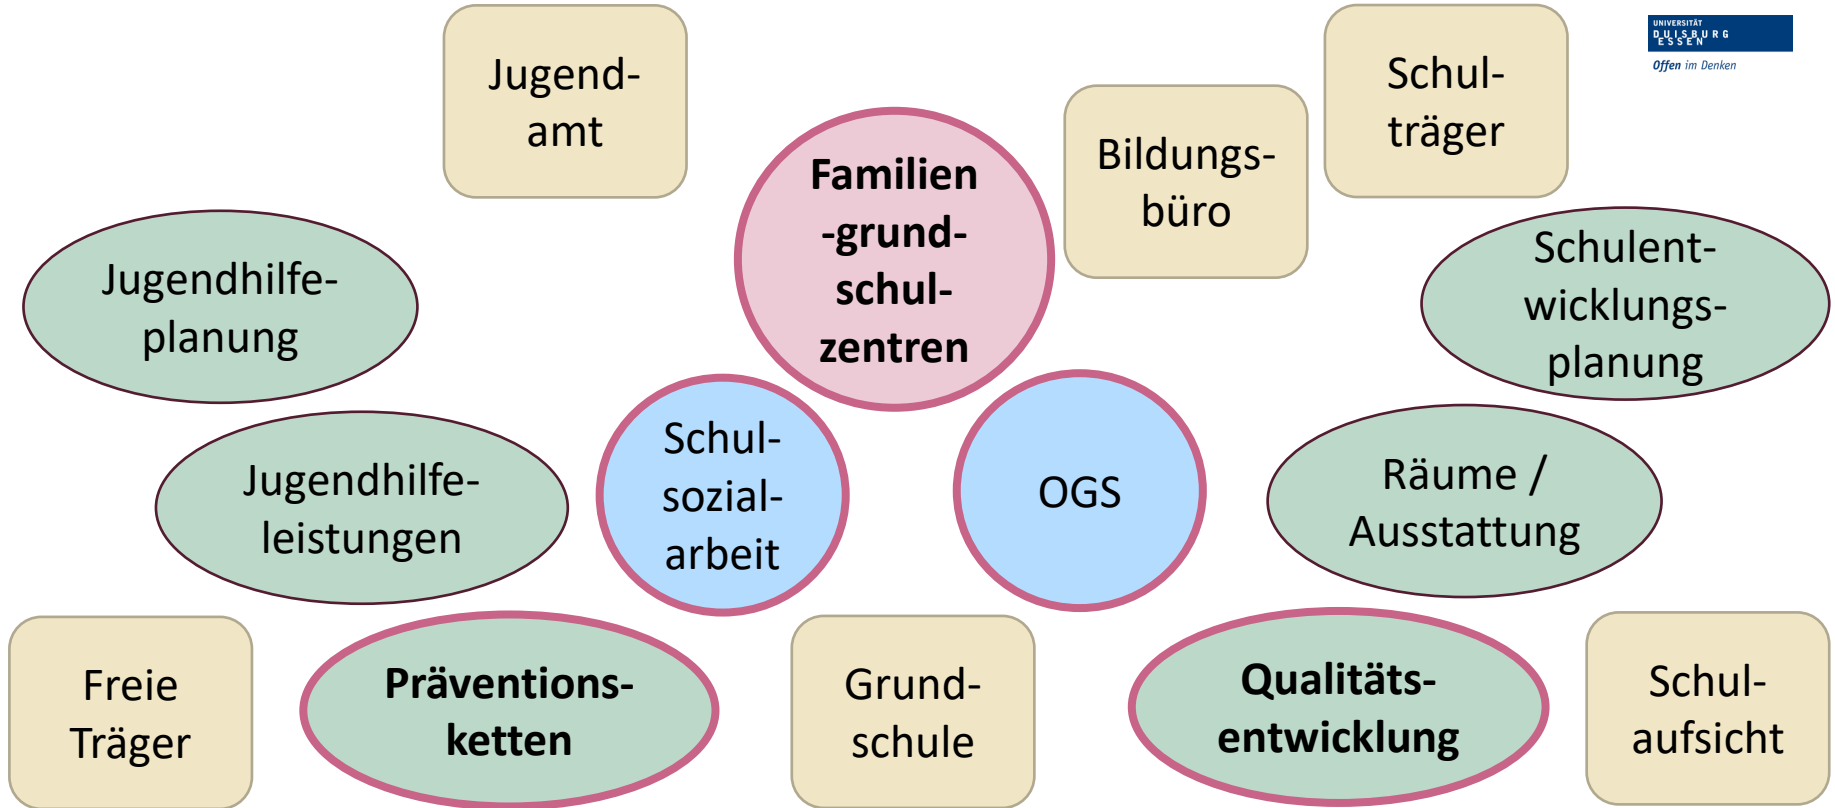 UNIVERSITÄT
DUISBURG
ESSEN
Offen im Denken
Jugend-
amt
Schul-
träger
Bildungs-
büro
Familien
-grund-
schul-
zentren
Jugendhilfe-
planung
Schulent-
wicklungs-
planung
Jugendhilfe-
leistungen
Schul-
sozial-
arbeit
OGS
Räume /
Ausstattung
Freie
Träger
Präventions-
ketten
Grund-
schule
Qualitäts-
entwicklung
Schul-
aufsicht